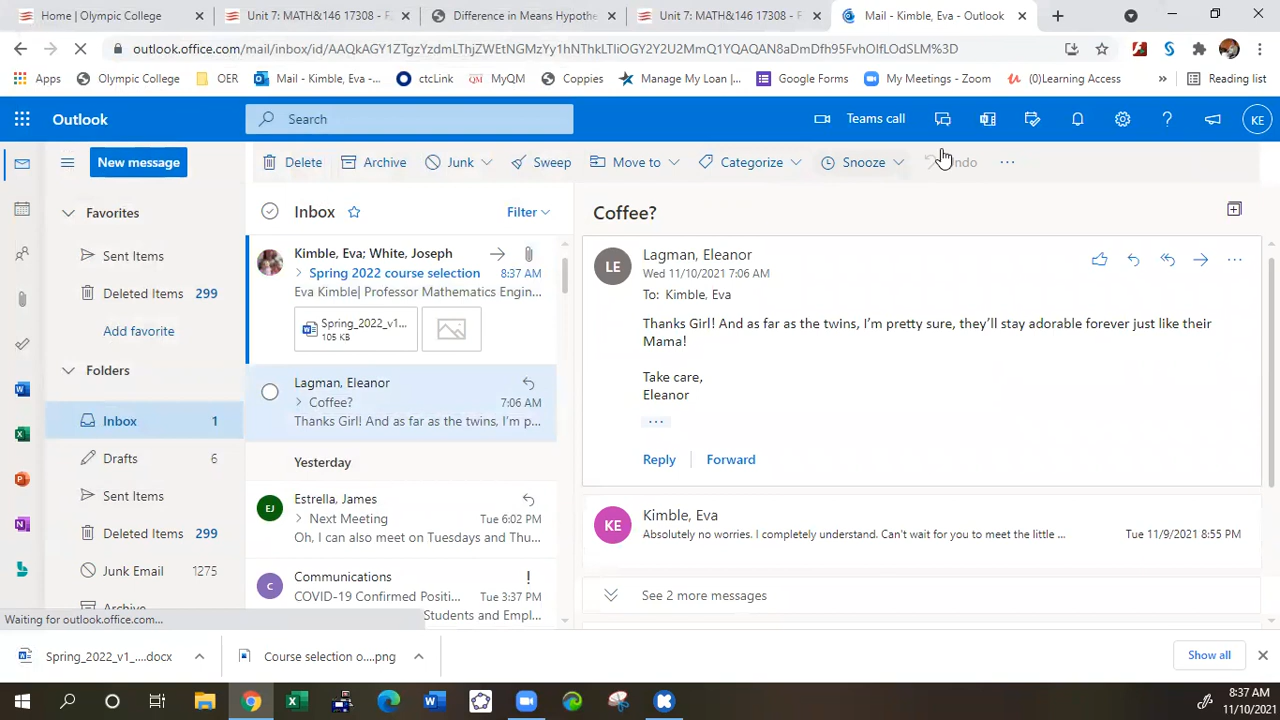 Home | Olympic College
Unit 7: MATH&146 17308 - F
Difference in Means Hypothe
Unit 7: MATH&146 17308 - F
Mail - Kimble, Eva - Outlook
outlook.office.com/mail/inbox/id/AAQkAGY1ZTgzYzdmLThjZWEtNGMzYy1hNThkLTliOGY2Y2U2MmQ1YQAQAN8aDmDfh95FvhOlfLOdSLM%3D
Apps
Olympic College
OER
Mail - Kimble, Eva -...
ctcLink
QM MyQM
Coppies
Manage My Loan |...
Google Forms
My Meetings - Zoom
(0)Learning Access
»
Reading list
Outlook
Search
Teams call
KE
New message
Delete
Archive
Junk
Sweep
Move to
Categorize
Snooze
Undo
...
Favorites
Sent Items
Deleted Items 299
Add favorite
Folders
Inbox 1
Drafts 6
Sent Items
Deleted Items 299
Junk Email 1275
Archive
Waiting for outlook.office.com...
Inbox
Filter
Kimble, Eva; White, Joseph
Spring 2022 course selection 8:37 AM
Eva Kimble| Professor Mathematics Engin...
Spring_2022_v1...
105 KB
Lagman, Eleanor
Coffee? 7:06 AM
Thanks Girl! And as far as the twins, I'm p...
Yesterday
EJ
Estrella, James
Next Meeting Tue 6:02 PM
Oh, I can also meet on Tuesdays and Thu...
C
Communications !
COVID-19 Confirmed Positi... Tue 3:37 PM
Students and Empl...
Coffee?
LE
Lagman, Eleanor
Wed 11/10/2021 7:06 AM
To: Kimble, Eva
Thanks Girl! And as far as the twins, I'm pretty sure, they'll stay adorable forever just like their
Mama!
Take care,
Eleanor
...
Reply
Forward
KE
Kimble, Eva
Absolutely no worries. I completely understand. Can't wait for you to meet the little ... Tue 11/9/2021 8:55 PM
See 2 more messages
Spring_2022_v1_....docx
Course selection o....png
Show all
8:37 AM
11/10/2021